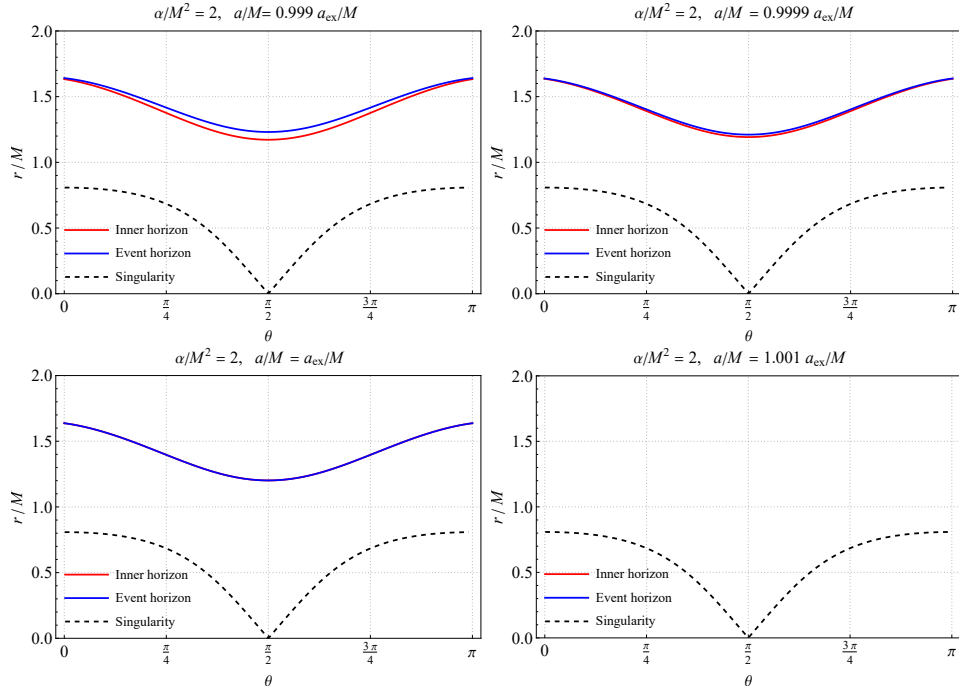 α/M² = 2, a/M= 0.999 a_ex/M
2.0
1.5
1.0
0.5
0.0
r / M
Inner horizon
Event horizon
Singularity
0 π/4 π/2 3π/4 π
θ
α/M² = 2, a/M = 0.9999 a_ex/M
2.0
1.5
1.0
0.5
0.0
r / M
Inner horizon
Event horizon
Singularity
0 π/4 π/2 3π/4 π
θ
α/M² = 2, a/M = a_ex/M
2.0
1.5
1.0
0.5
0.0
r / M
Inner horizon
Event horizon
Singularity
0 π/4 π/2 3π/4 π
θ
α/M² = 2, a/M = 1.001 a_ex/M
2.0
1.5
1.0
0.5
0.0
r / M
Inner horizon
Event horizon
Singularity
0 π/4 π/2 3π/4 π
θ